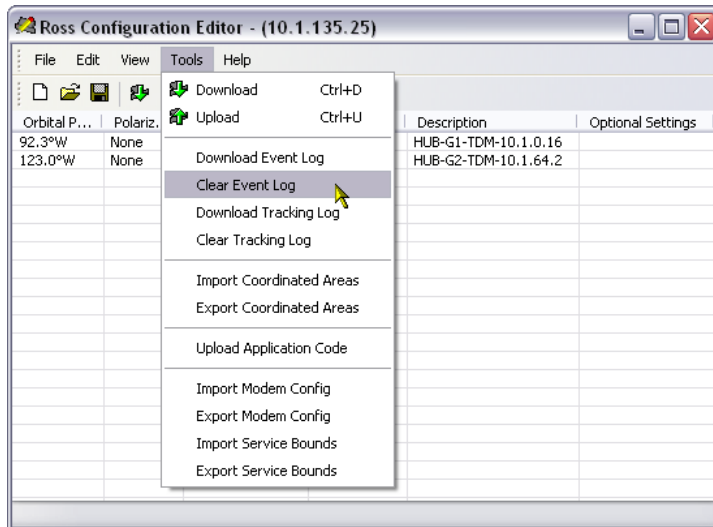 Ross Configuration Editor - (10.1.135.25)
File Edit View Tools Help
Download Ctrl+D
Upload Ctrl+U
Download Event Log
Clear Event Log
Download Tracking Log
Clear Tracking Log
Import Coordinated Areas
Export Coordinated Areas
Upload Application Code
Import Modem Config
Export Modem Config
Import Service Bounds
Export Service Bounds
Orbital P... Polariz. Description Optional Settings
92.3°W None HUB-G1-TDM-10.1.0.16
123.0°W None HUB-G2-TDM-10.1.64.2